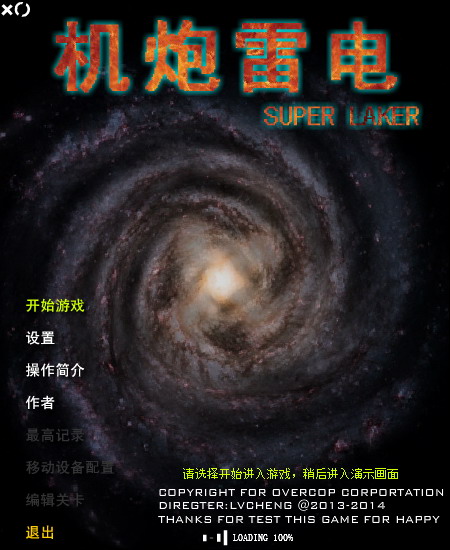 机炮雷电
SUPER LAKER
开始游戏
设置
操作简介
作者
最高记录
移动设备配置
编辑关卡
退出
请选择开始进入游戏，稍后进入演示画面
COPYRIGHT FOR OVERCOP CORPORTATION
DIREGTER:LVCHENG @2013-2014
THANKS FOR TEST THIS GAME FOR HAPPY
LOADING 100%